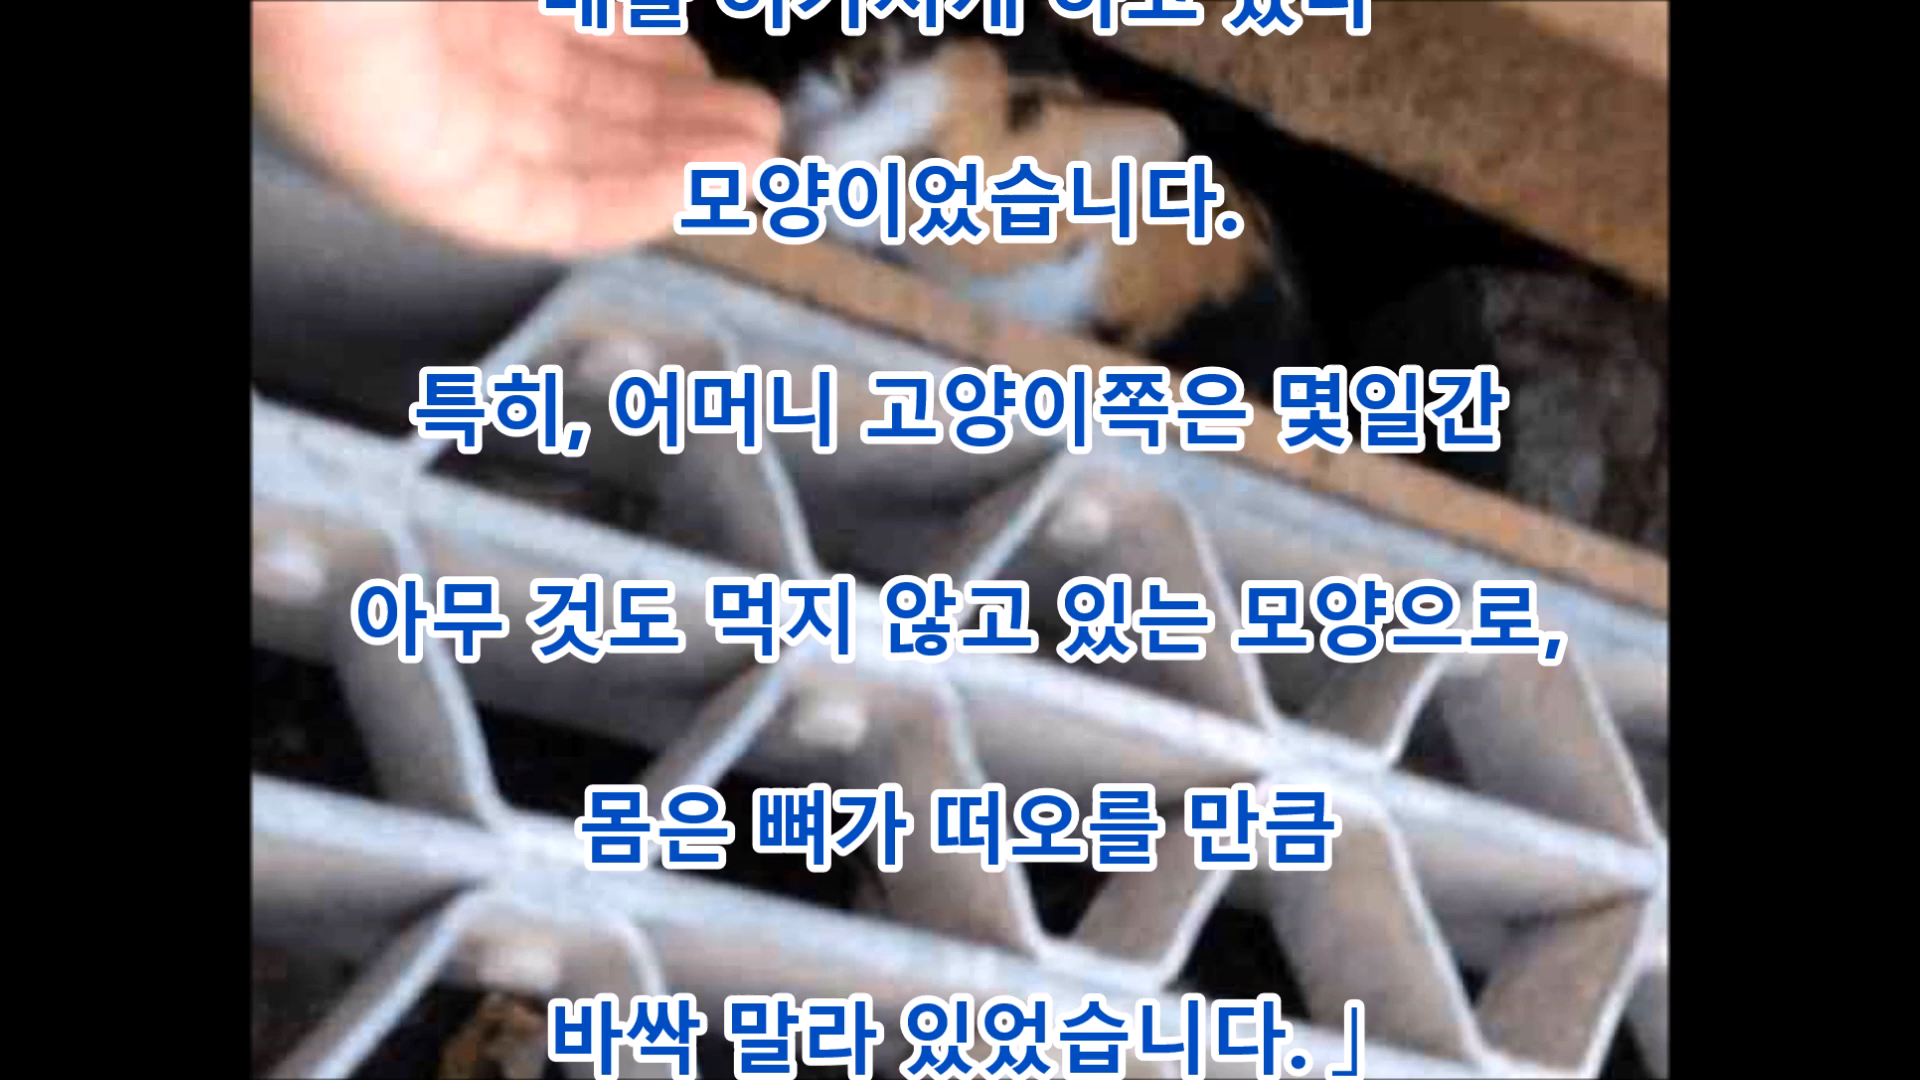 하고
모양이었습니다.
특히, 어머니 고양이쪽은 몇일간
아무 것도 먹지 않고 있는 모양으로,
몸은 뼈가 떠오를 만큼
바싹 말라 있었습니다.」